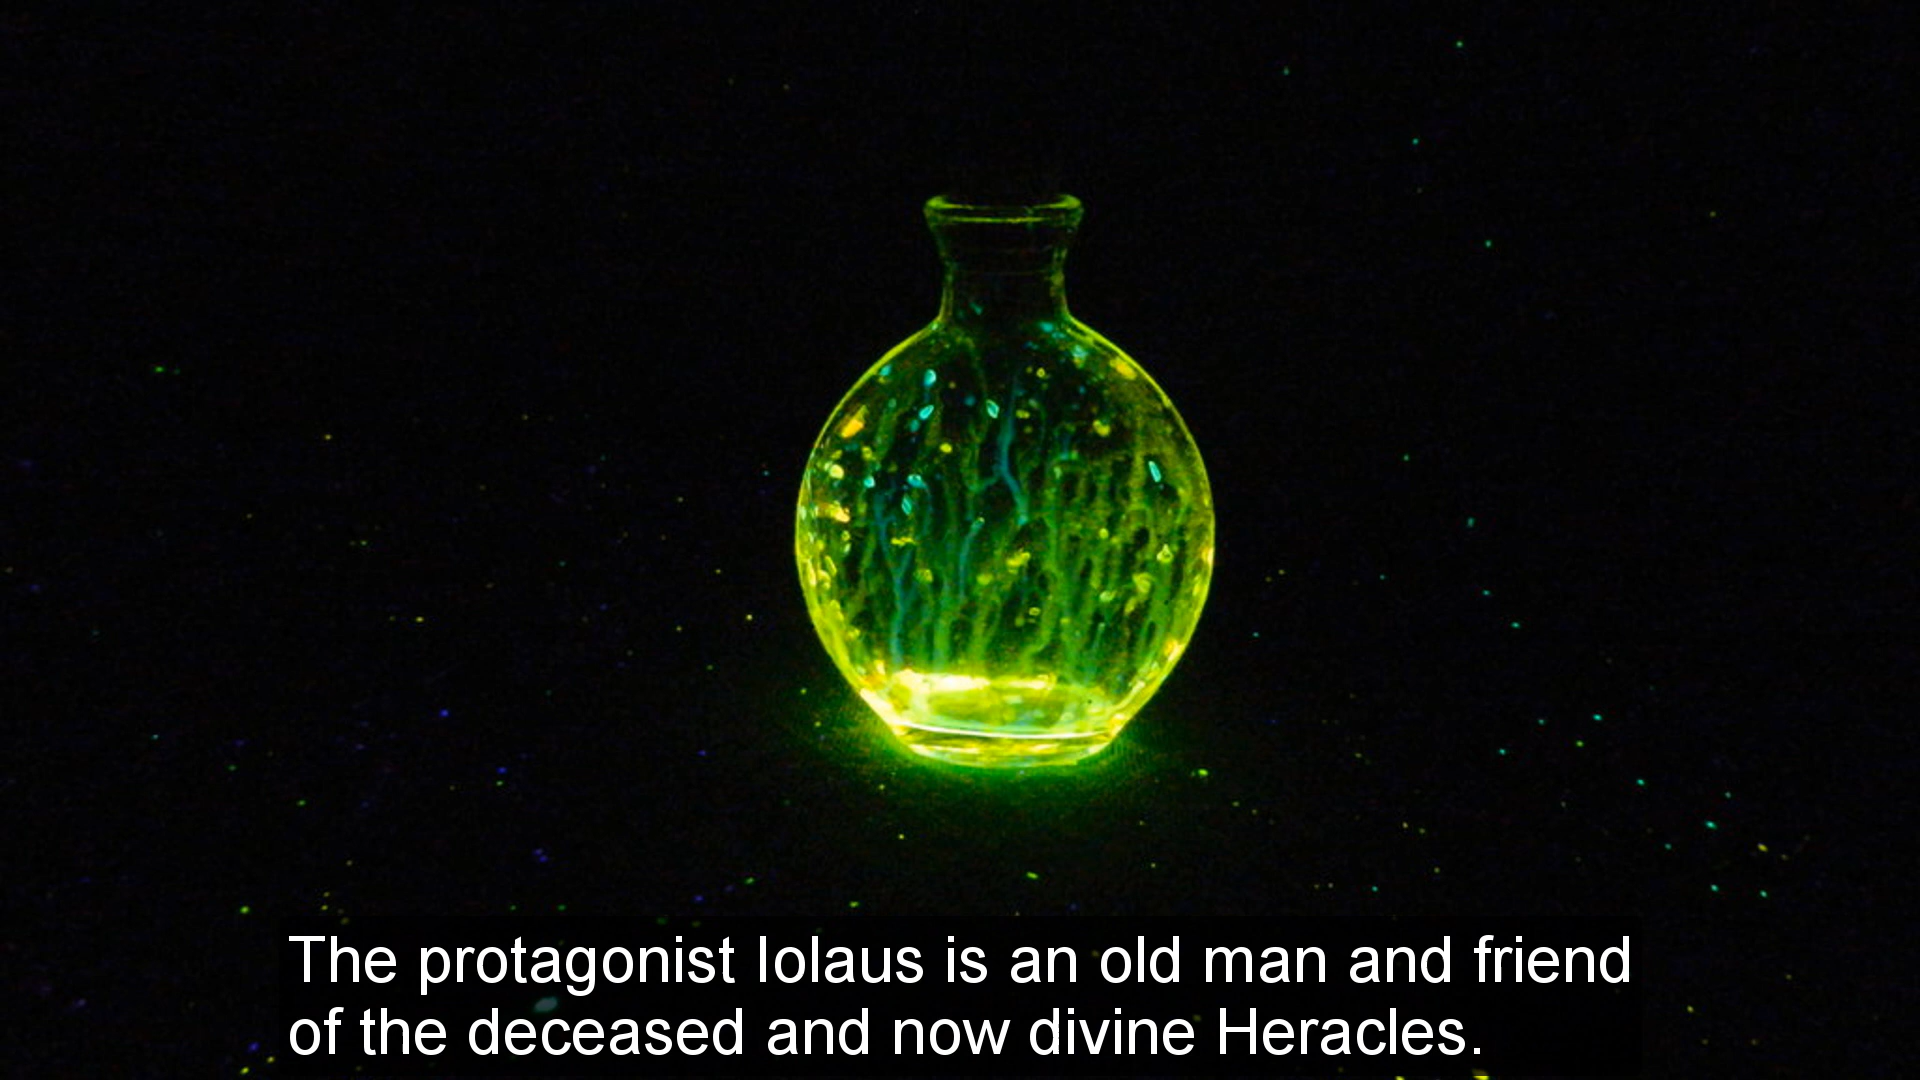 The protagonist Iolaus is an old man and friend
of the deceased and now divine Heracles.